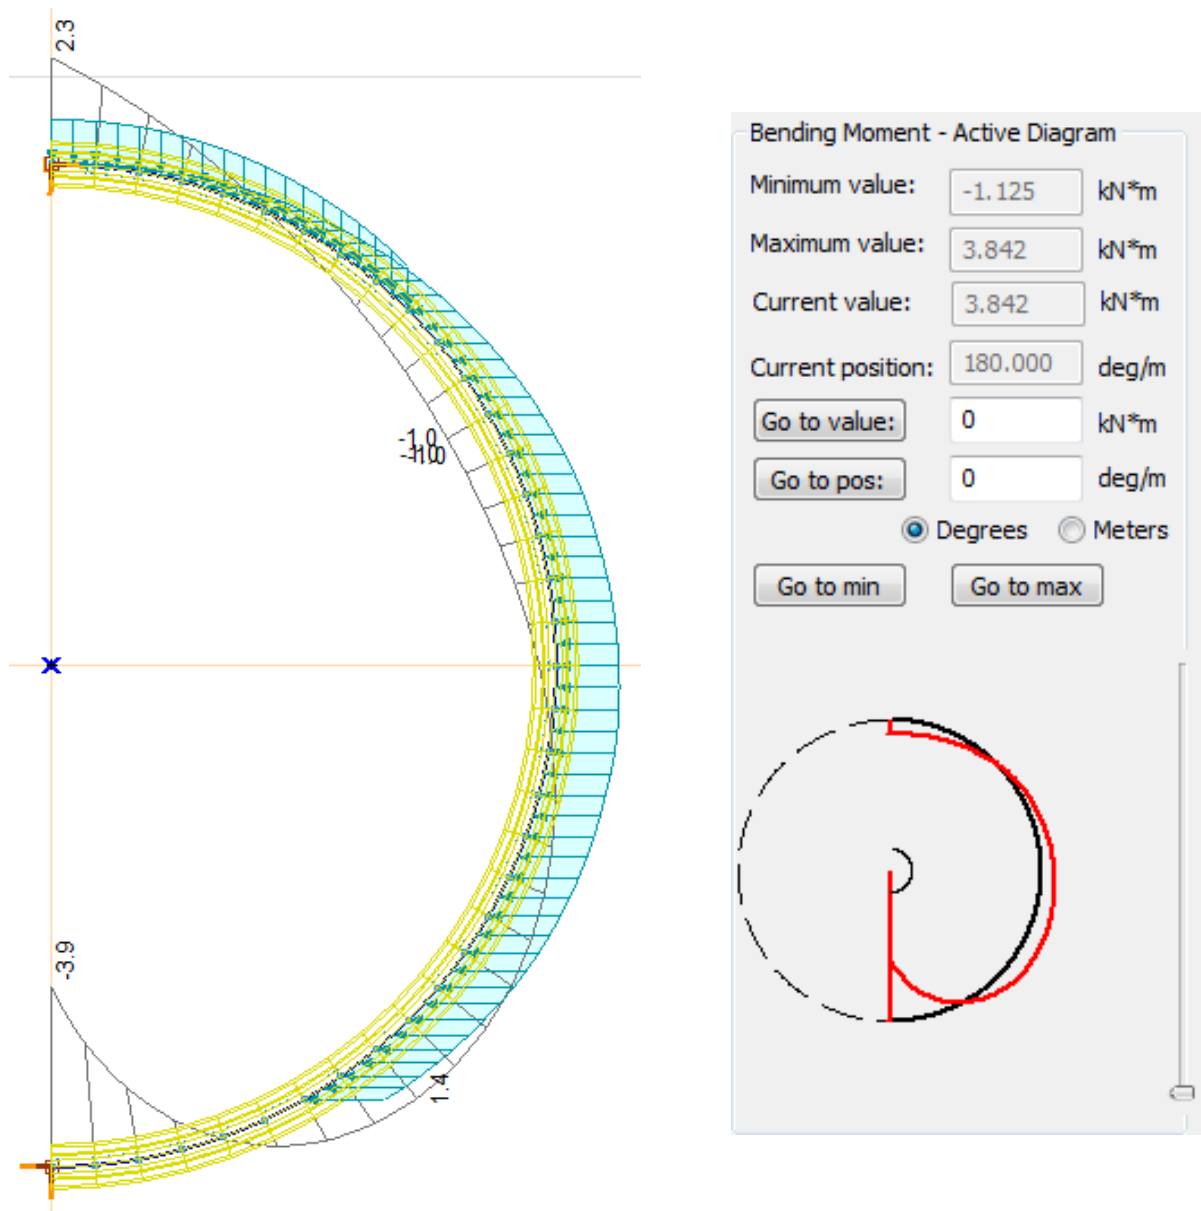 2.3
-1.0
-3.9
1.4
Bending Moment - Active Diagram
Minimum value: -1.125 kN*m
Maximum value: 3.842 kN*m
Current value: 3.842 kN*m
Current position: 180.000 deg/m
Go to value: 0 kN*m
Go to pos: 0 deg/m
Degrees Meters
Go to min Go to max